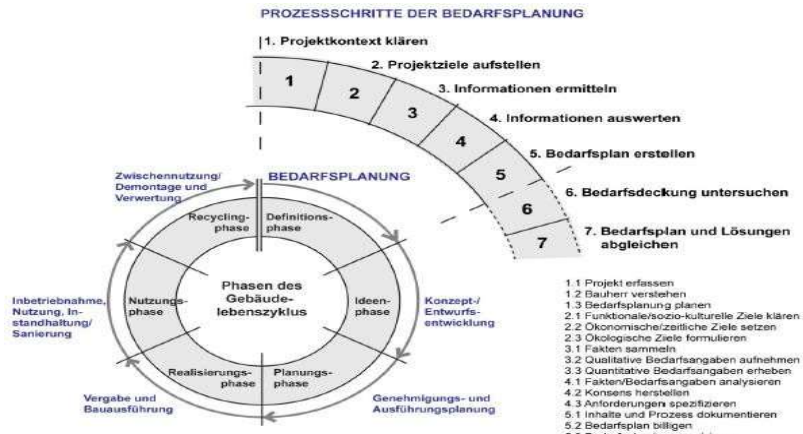 PROZESSSCHRITTE DER BEDARFSPLANUNG
1. Projektkontext klären
2. Projektziele aufstellen
3. Informationen ermitteln
4. Informationen auswerten
5. Bedarfsplan erstellen
6. Bedarfsdeckung untersuchen
7. Bedarfsplan und Lösungen
abgleichen
1
2
3
4
5
6
7
BEDARFSPLANUNG
Zwischennutzung/
Demontage und
Verwertung
Recycling-
phase
Definitions-
phase
Phasen des
Gebäude-
lebenszyklus
Ideen-
phase
Konzept-/
Entwurfs-
entwicklung
Planungs-
phase
Genehmigungs- und
Ausführungsplanung
Realisierungs-
phase
Vergabe und
Bauausführung
Nutzungs-
phase
Inbetriebnahme,
Nutzung, In-
standhaltung/
Sanierung
1.1 Projekt erfassen
1.2 Bauherr verstehen
1.3 Bedarfsplanung planen
2.1 Funktionale/sozio-kulturelle Ziele klären
2.2 Ökonomische/zeitliche Ziele setzen
2.3 Ökologische Ziele formulieren
3.1 Fakten sammeln
3.2 Qualitative Bedarfsangaben aufnehmen
3.3 Quantitative Bedarfsangaben erheben
4.1 Fakten/Bedarfsangaben analysieren
4.2 Konsens herstellen
4.3 Anforderungen spezifizieren
5.1 Inhalte und Prozess dokumentieren
5.2 Bedarfsplan billigen